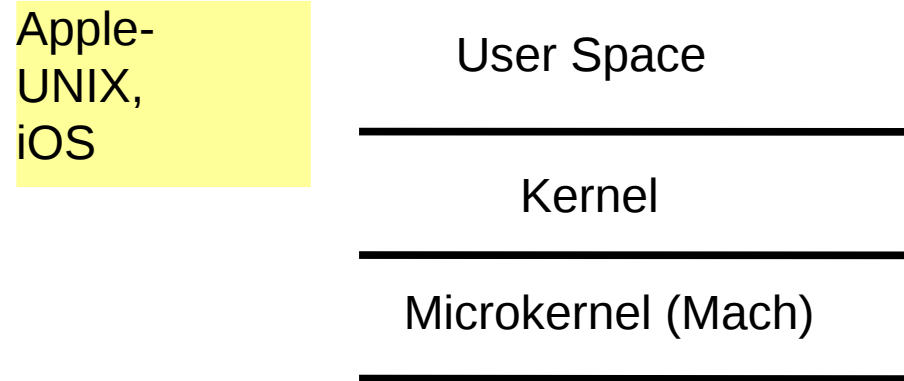 Apple-
UNIX,
iOS
User Space
Kernel
Microkernel (Mach)